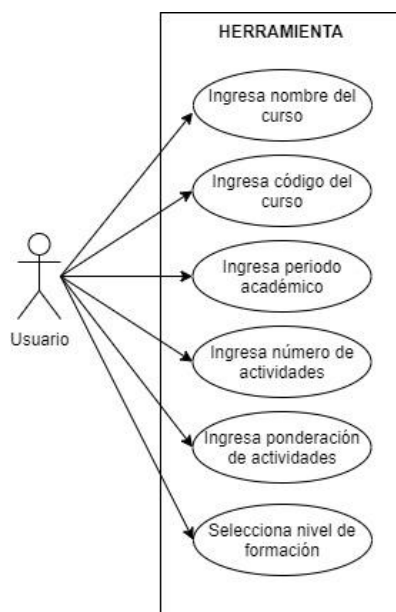 HERRAMIENTA
Ingresa nombre del
curso
Ingresa código del
curso
Ingresa periodo
académico
Usuario
Ingresa número de
actividades
Ingresa ponderación
de actividades
Selecciona nivel de
formación